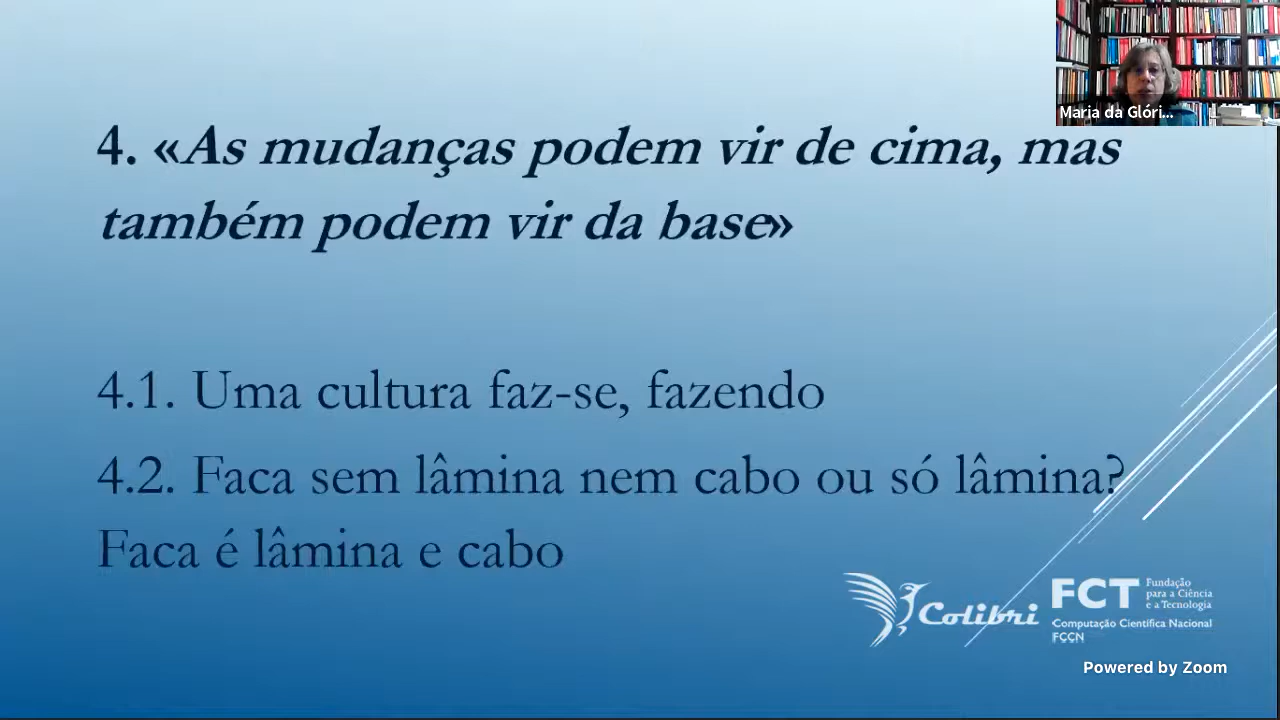 Maria da Glóri...
4. «As mudanças podem vir de cima, mas
também podem vir da base»
4.1. Uma cultura faz-se, fazendo
4.2. Faca sem lâmina nem cabo ou só lâmina?
Faca é lâmina e cabo
Colibri
FCT
Fundação
para a Ciência
e a Tecnologia
Computação Científica Nacional
FCCN
Powered by Zoom